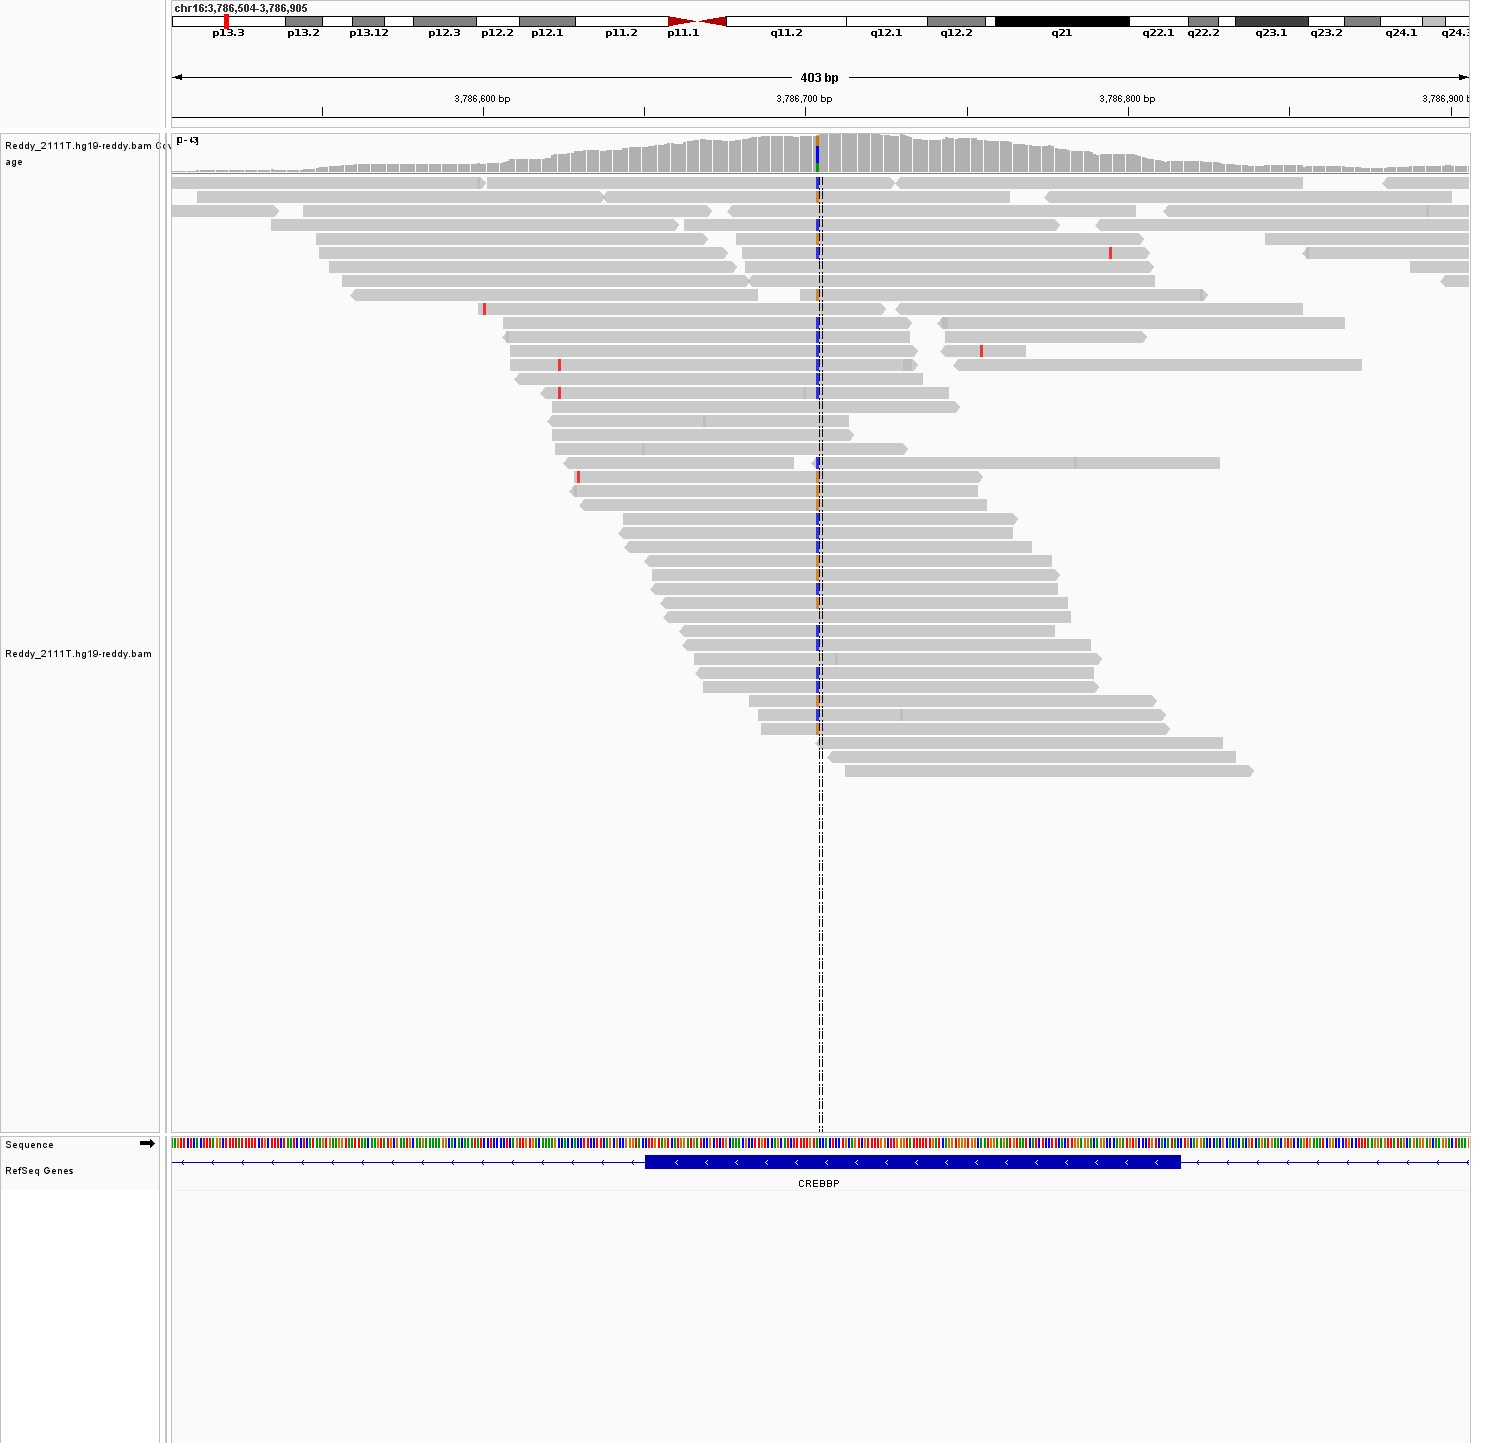 chr16:3,786,504-3,786,905
p13.3 p13.2 p13.12 p12.3 p12.2 p12.1 p11.2 p11.1 q11.2 q12.1 q12.2 q21 q22.1 q22.2 q23.1 q23.2 q24.1 q24.3
403 bp
3,786,600 bp 3,786,700 bp 3,786,800 bp 3,786,900 b
[0 - 43]
Reddy_2111T.hg19-reddy.bam Cov
age
Reddy_2111T.hg19-reddy.bam
Sequence
RefSeq Genes
CREBBP